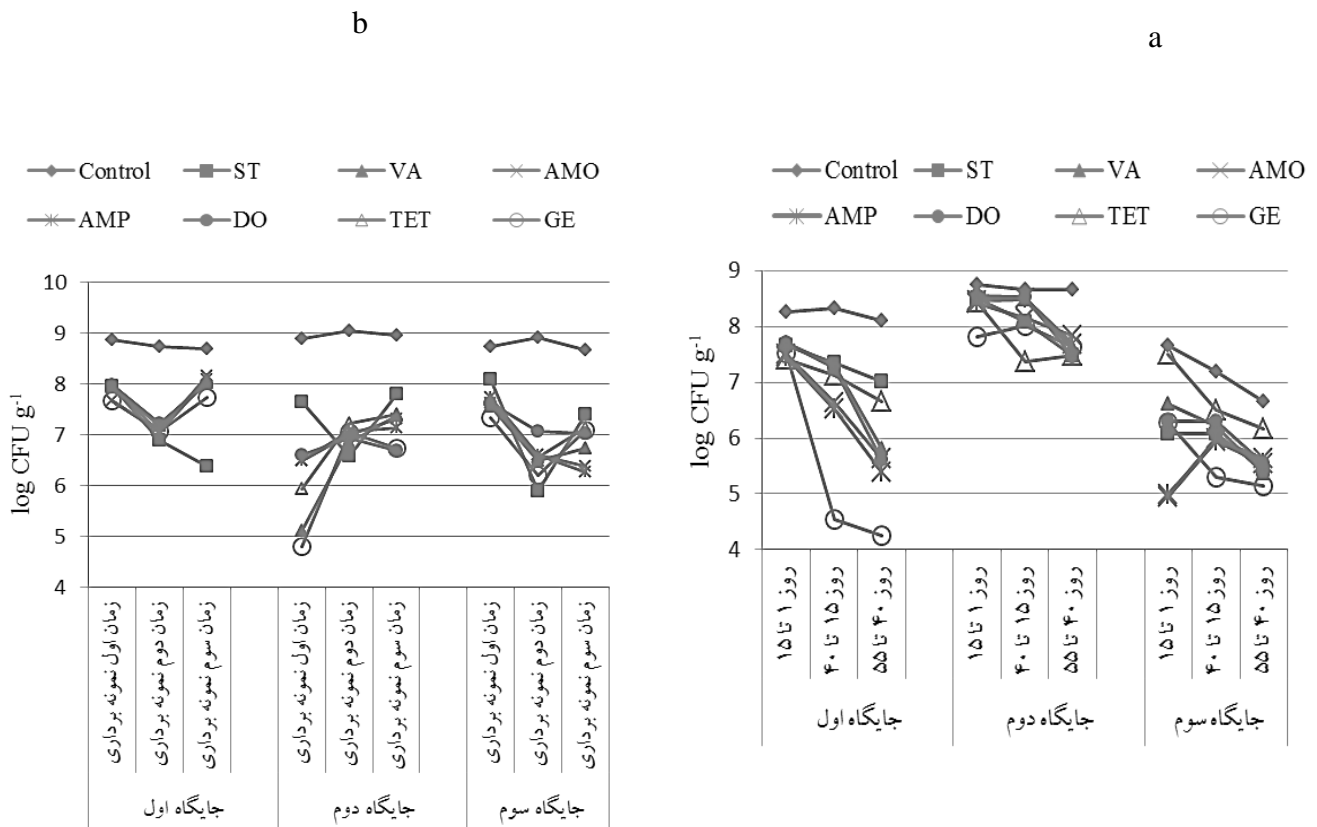 b
a
Control ST VA AMO
AMP DO TET GE
log CFU g-1
10
9
8
7
6
5
4
زمان اول نمونه برداری
زمان دوم نمونه برداری
زمان سوم نمونه برداری
زمان اول نمونه برداری
زمان دوم نمونه برداری
زمان سوم نمونه برداری
زمان اول نمونه برداری
زمان دوم نمونه برداری
زمان سوم نمونه برداری
جایگاه اول
جایگاه دوم
جایگاه سوم
Control ST VA AMO
AMP DO TET GE
log CFU g-1
9
8
7
6
5
4
روز ۱ تا ۱۵
روز ۱۵ تا ۴۰
روز ۴۰ تا ۵۵
روز ۱ تا ۱۵
روز ۱۵ تا ۴۰
روز ۴۰ تا ۵۵
روز ۱ تا ۱۵
روز ۱۵ تا ۴۰
روز ۴۰ تا ۵۵
جایگاه اول
جایگاه دوم
جایگاه سوم